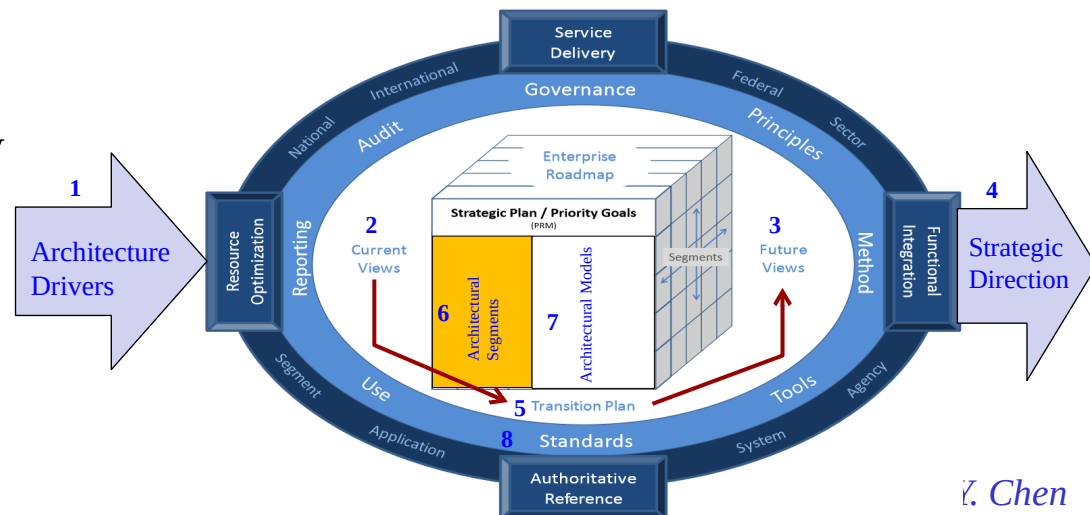 Service
Delivery
International
Federal
Governance
National
Audit
Principles
Sector
Enterprise
Roadmap
1
Architecture
Drivers
Resource
Optimization
Reporting
2
Current
Views
Strategic Plan / Priority Goals
(PRM)
6
Architectural
Segments
7
Architectural Models
Segments
3
Future
Views
Method
Functional
Integration
4
Strategic
Direction
5
Transition Plan
Use
Tools
Segment
Agency
8
Standards
Application
System
Authoritative
Reference
Y. Chen